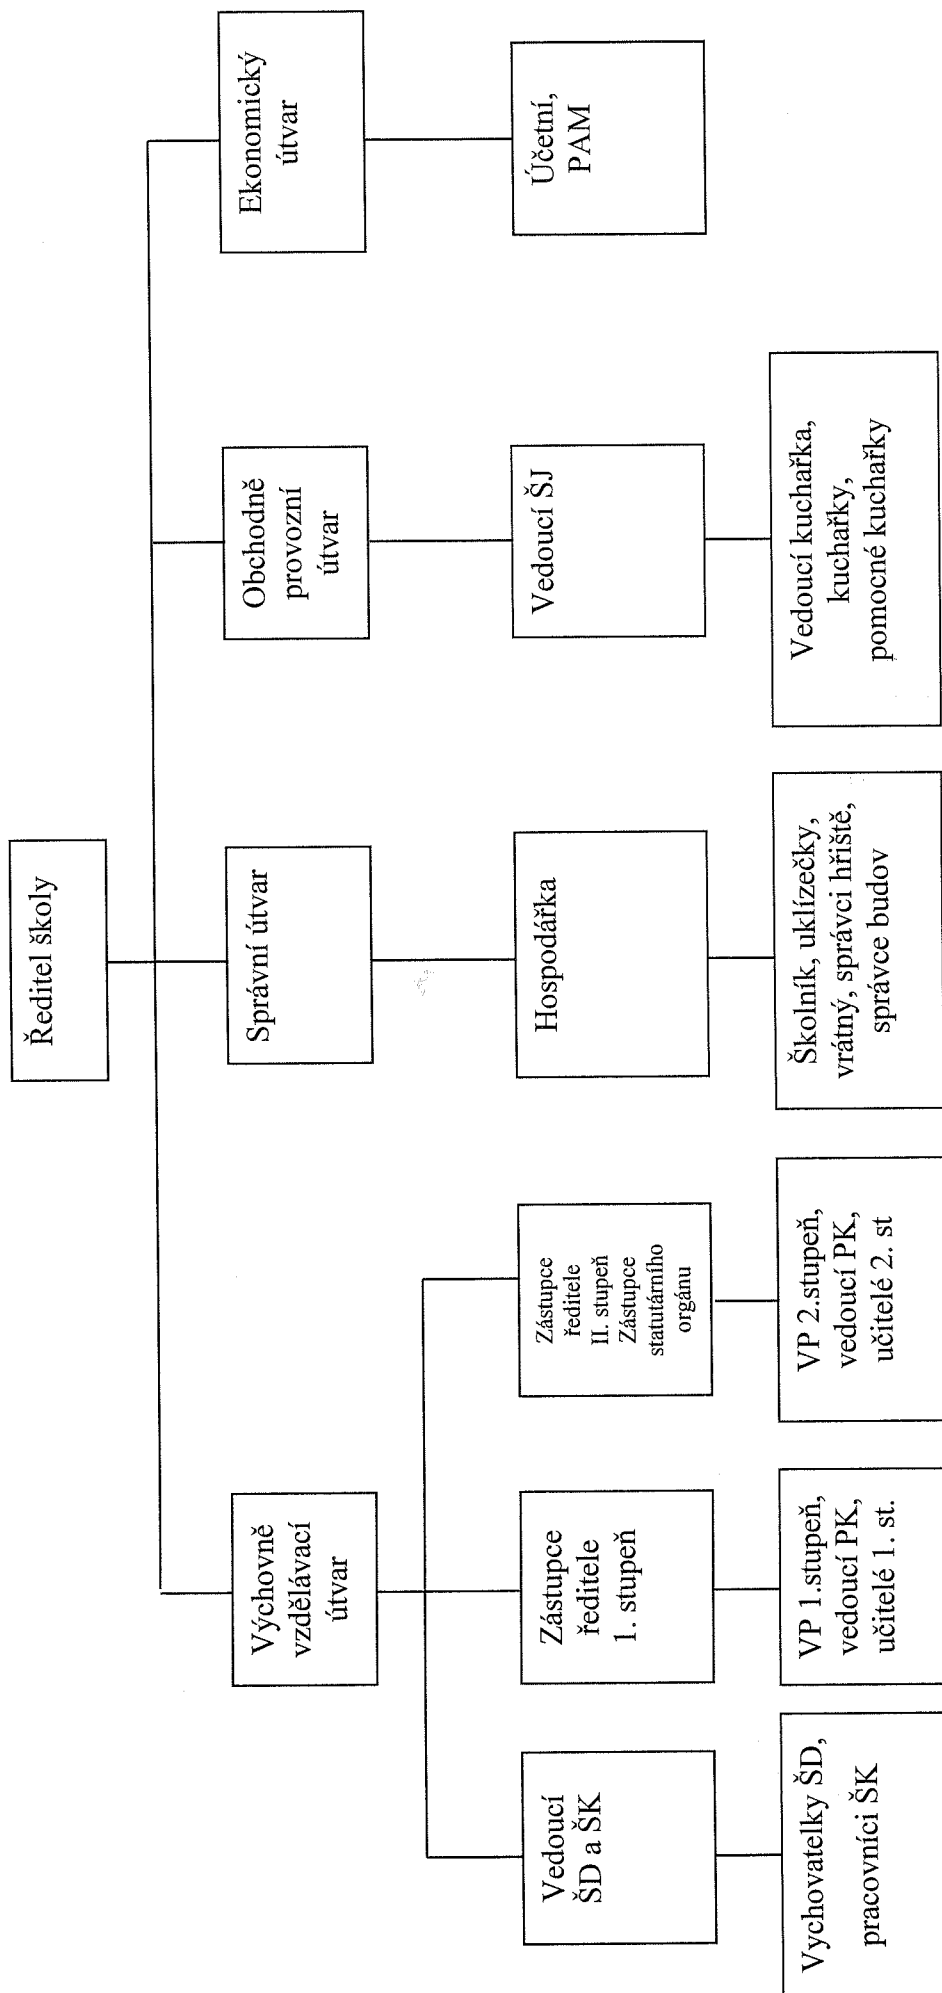 Ředitel školy
Výchovně
vzdělávací
útvar
Správní útvar
Obchodně
provozní
útvar
Ekonomický
útvar
Vedoucí
ŠD a ŠK
Zástupce
ředitele
1. stupeň
Zástupce
ředitele
II. stupeň
Zástupce
statutárního
orgánu
Hospodářka
Vedoucí ŠJ
Účetní,
PAM
Vychovatelky ŠD,
pracovníci ŠK
VP 1.stupeň,
vedoucí PK,
učitelé 1. st.
VP 2.stupeň,
vedoucí PK,
učitelé 2. st
Školník, uklízečky,
vrátný, správci hřiště,
správce budov
Vedoucí kuchařka,
kuchařky,
pomocné kuchařky